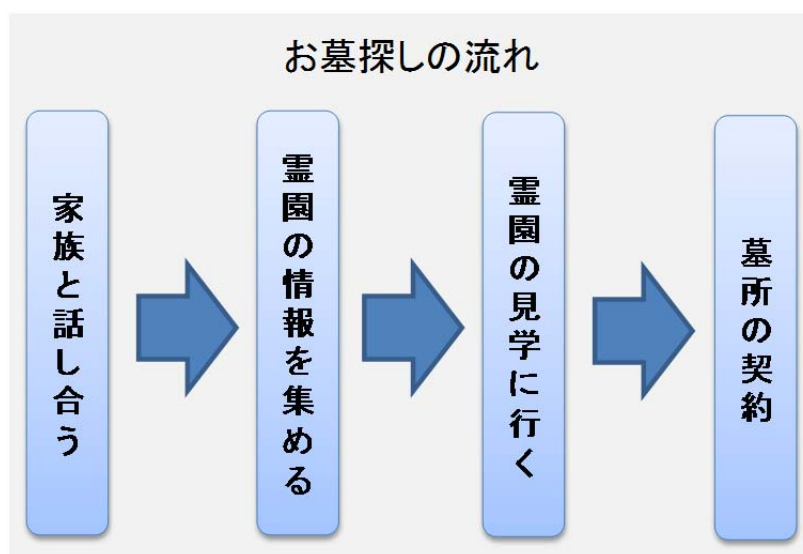 お墓探しの流れ
家族と話し合う
霊園の情報を集める
霊園の見学に行く
墓所の契約